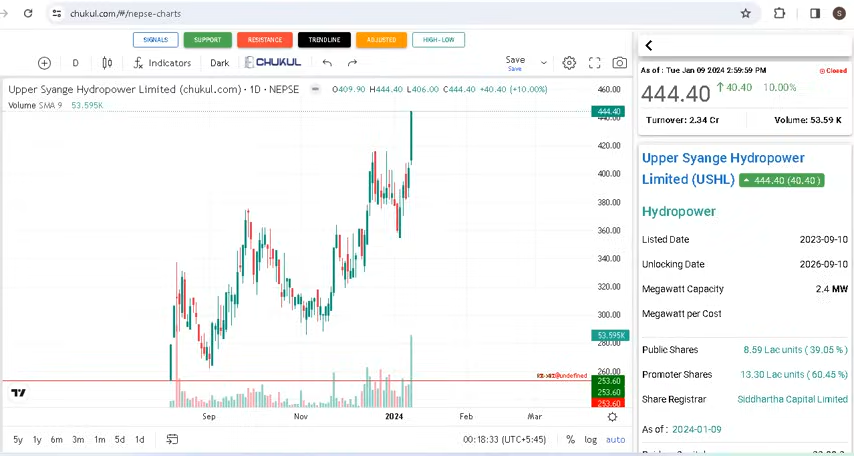 chukul.com/#/nepse-charts
S
SIGNALS SUPPORT RESISTANCE TRENDLINE ADJUSTED HIGH - LOW
D Indicators Dark CHUKUL Save
Save
Upper Syange Hydropower Limited (chukul.com) · 1D · NEPSE O409.90 H444.40 L406.00 C444.40 +40.40 (+10.00%)
Volume SMA 9 53.595K
460.00
444.40
440.00
420.00
400.00
380.00
360.00
340.00
320.00
300.00
53.595K
280.00
260.00
253.60
253.60
253.60
Sep Nov 2024 Feb Mar
5y 1y 6m 3m 1m 5d 1d 00:18:33 (UTC+5:45) % log auto
As of : Tue Jan 09 2024 2:59:59 PM Closed
444.40 40.40 10.00%
Turnover: 2.34 Cr Volume: 53.59 K
Upper Syange Hydropower
Limited (USHL) 444.40 (40.40 )
Hydropower
Listed Date 2023-09-10
Unlocking Date 2026-09-10
Megawatt Capacity 2.4 MW
Megawatt per Cost
Public Shares 8.59 Lac units ( 39.05 % )
Promoter Shares 13.30 Lac units ( 60.45 % )
Share Registrar Siddhartha Capital Limited
As of : 2024-01-09